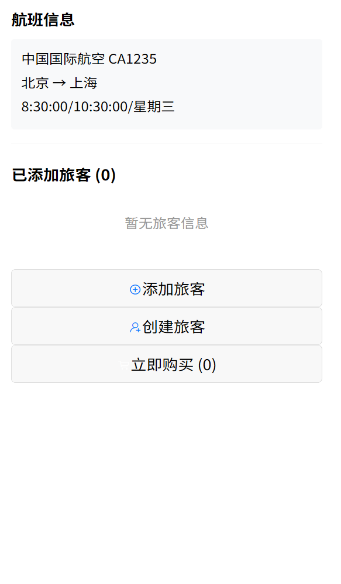 航班信息
中国国际航空 CA1235
北京 → 上海
8:30:00/10:30:00/星期三
已添加旅客 (0)
暂无旅客信息
添加旅客
创建旅客
立即购买 (0)